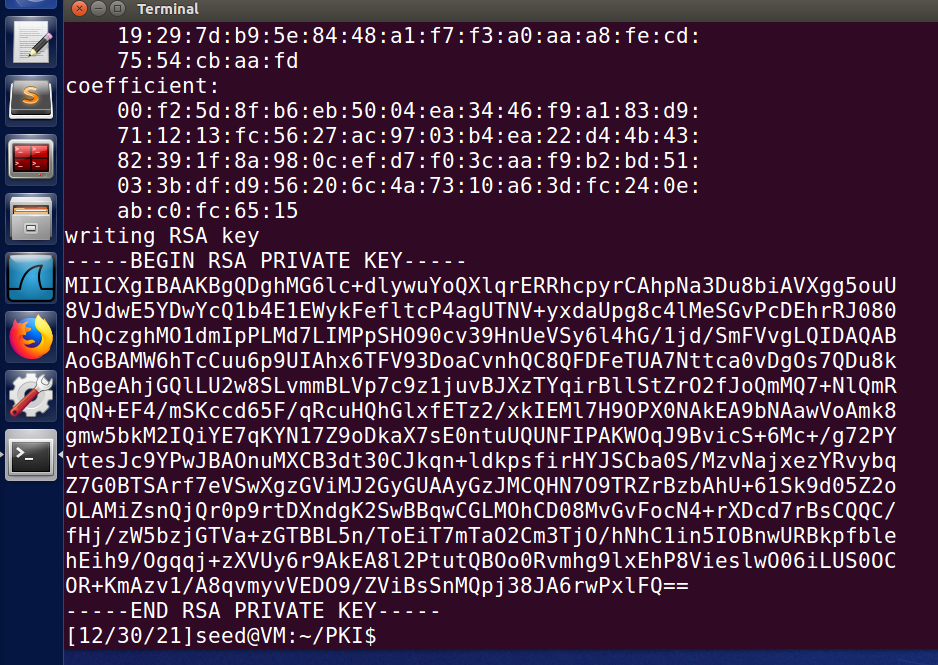 Terminal
19:29:7d:b9:5e:84:48:a1:f7:f3:a0:aa:a8:fe:cd:
75:54:cb:aa:fd
coefficient:
00:f2:5d:8f:b6:eb:50:04:ea:34:46:f9:a1:83:d9:
71:12:13:fc:56:27:ac:97:03:b4:ea:22:d4:4b:43:
82:39:1f:8a:98:0c:ef:d7:f0:3c:aa:f9:b2:bd:51:
03:3b:df:d9:56:20:6c:4a:73:10:a6:3d:fc:24:0e:
ab:c0:fc:65:15
writing RSA key
-----BEGIN RSA PRIVATE KEY-----
MIICXgIBAAKBgQDghMG6lc+dlywuYoQXlqrERRhcpyrCAhpNa3Du8biAVXgg5ouU
8VJdwE5YDwYcQ1b4E1EWykFefltcP4agUTNV+yxdaUpg8c4lMeSGvPcDEhrRJ080
LhQczghMO1dmIpPLMd7LIMPpSHO90cv39HnUeVSy6l4hG/1jd/SmFVvgLQIDAQAB
AoGBAMW6hTcCuu6p9UIAhx6TFV93DoaCvnhQC8QFDFeTUA7Nttca0vDgOs7QDu8k
hBgeAhjGQlLU2w8SLvmmBLVp7c9z1juvBJXzTYqirBllStZrO2fJoQmMQ7+NlQmR
qQN+EF4/mSKccd65F/qRcuHQhGlxfETz2/xkIEMl7H9OPX0NAkEA9bNAawVoAmk8
gmw5bkM2IQiYE7qKYN17Z9oDkaX7sE0ntuUQUNFIPAKWOqJ9BvicS+6Mc+/g72PY
vtesJc9YPwJBAOnuMXCB3dt30CJkqn+ldkpsfirHYJSCba0S/MzvNajxezYRvybq
Z7G0BTSArf7eVSwXgzGViMJ2GyGUAAyGzJMCQHN7O9TRZrBzbAhU+61Sk9d05Z2o
OLAMiZsnQjQr0p9rtDXndgK2SwBBqwCGLMOhCD08MvGvFocN4+rXDcd7rBsCQQC/
fHj/zW5bzjGTVa+zGTBBL5n/ToEiT7mTaO2Cm3TjO/hNhC1in5IOBnwURBkpfble
hEih9/Ogqqj+zXVUy6r9AkEA8l2PtutQBOo0Rvmhg9lxEhP8VieslwO06iLUS0OC
OR+KmAzv1/A8qvmyvVEDO9/ZViBsSnMQpj38JA6rwPxlFQ==
-----END RSA PRIVATE KEY-----
[12/30/21]seed@VM:~/PKI$